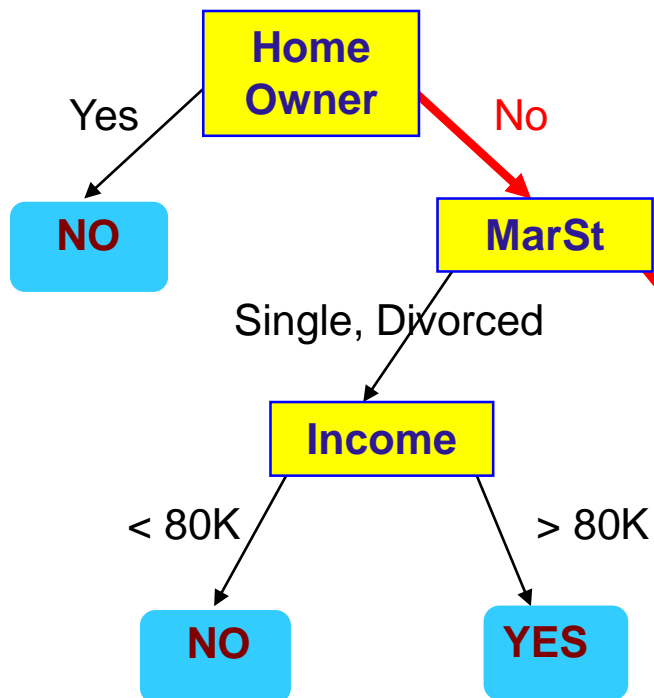 Home
Owner
Yes
No
NO
MarSt
Single, Divorced
Income
< 80K
> 80K
NO
YES